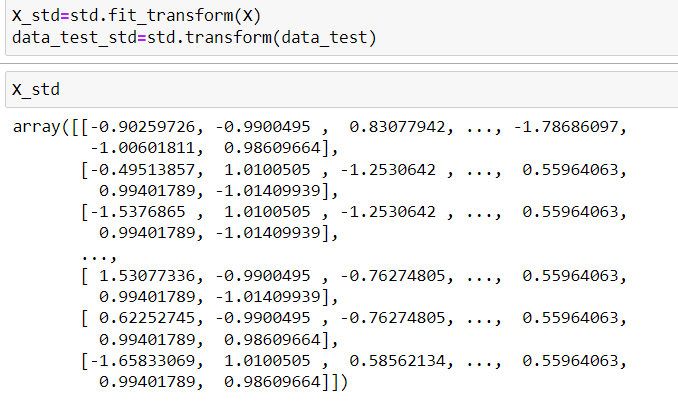 X_std=std.fit_transform(X)
data_test_std=std.transform(data_test)
X_std
array([[-0.90259726, -0.9900495 ,  0.83077942, ..., -1.78686097,
        -1.00601811,  0.98609664],
       [-0.49513857,  1.0100505 , -1.2530642 , ...,  0.55964063,
         0.99401789, -1.01409939],
       [-1.5376865 ,  1.0100505 , -1.2530642 , ...,  0.55964063,
         0.99401789, -1.01409939],
       ...,
       [ 1.53077336, -0.9900495 , -0.76274805, ...,  0.55964063,
         0.99401789, -1.01409939],
       [ 0.62252745, -0.9900495 , -0.76274805, ...,  0.55964063,
         0.99401789,  0.98609664],
       [-1.65833069,  1.0100505 ,  0.58562134, ...,  0.55964063,
         0.99401789,  0.98609664]])